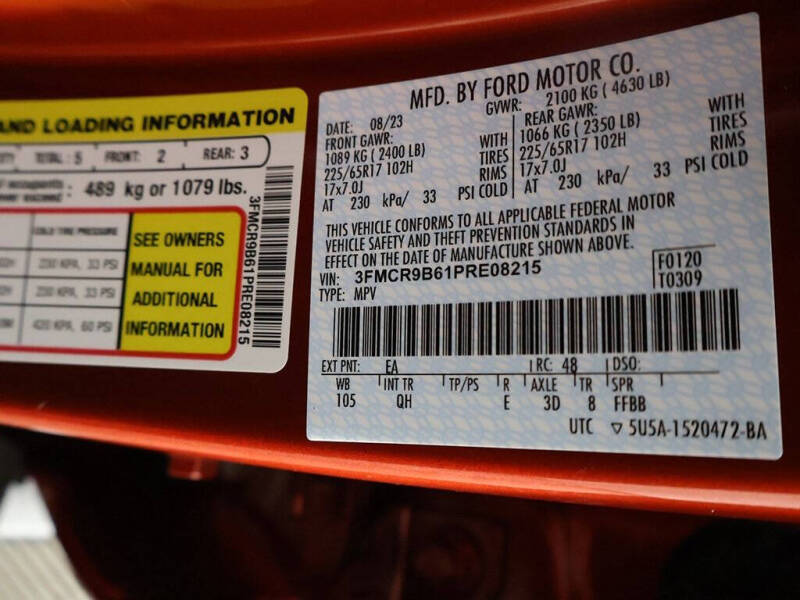 AND LOADING INFORMATION
TOTAL : 5 FRONT: 2 REAR: 3
: 489 kg or 1079 lbs.
COLD TIRE PRESSURE
230 KPA, 33 PSI
230 KPA, 33 PSI
420 KPA, 60 PSI
SEE OWNERS
MANUAL FOR
ADDITIONAL
INFORMATION
3FMCR9B61PRE08215
MFD. BY FORD MOTOR CO.
DATE: 08/23 GVWR: 2100 KG ( 4630 LB)
FRONT GAWR: REAR GAWR: WITH
1089 KG ( 2400 LB) WITH 1066 KG ( 2350 LB) TIRES
225/65R17 102H TIRES 225/65R17 102H RIMS
17x7.0J RIMS 17x7.0J
AT 230 kPa/ 33 PSI COLD AT 230 kPa/ 33 PSI COLD
THIS VEHICLE CONFORMS TO ALL APPLICABLE FEDERAL MOTOR
VEHICLE SAFETY AND THEFT PREVENTION STANDARDS IN
EFFECT ON THE DATE OF MANUFACTURE SHOWN ABOVE.
VIN: 3FMCR9B61PRE08215 F0120
TYPE: MPV T0309
EXT PNT: EA RC: 48 DSO:
WB INT TR TP/PS R AXLE TR SPR
105 QH E 3D 8 FFBB
UTC ▽ 5U5A-1520472-BA